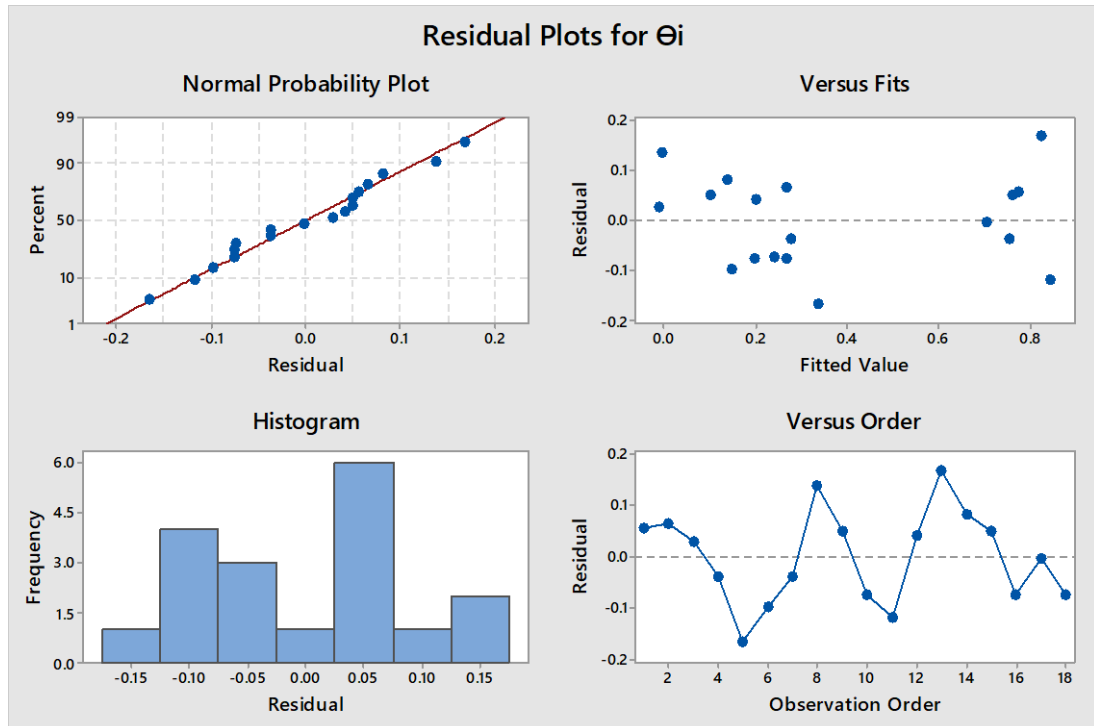 Residual Plots for Өi
Normal Probability Plot
99
90
50
10
1
Percent
-0.2 -0.1 0.0 0.1 0.2
Residual
Versus Fits
0.2
0.1
0.0
-0.1
-0.2
Residual
0.0 0.2 0.4 0.6 0.8
Fitted Value
Histogram
6.0
4.5
3.0
1.5
0.0
Frequency
-0.15 -0.10 -0.05 0.00 0.05 0.10 0.15
Residual
Versus Order
0.2
0.1
0.0
-0.1
-0.2
Residual
2 4 6 8 10 12 14 16 18
Observation Order